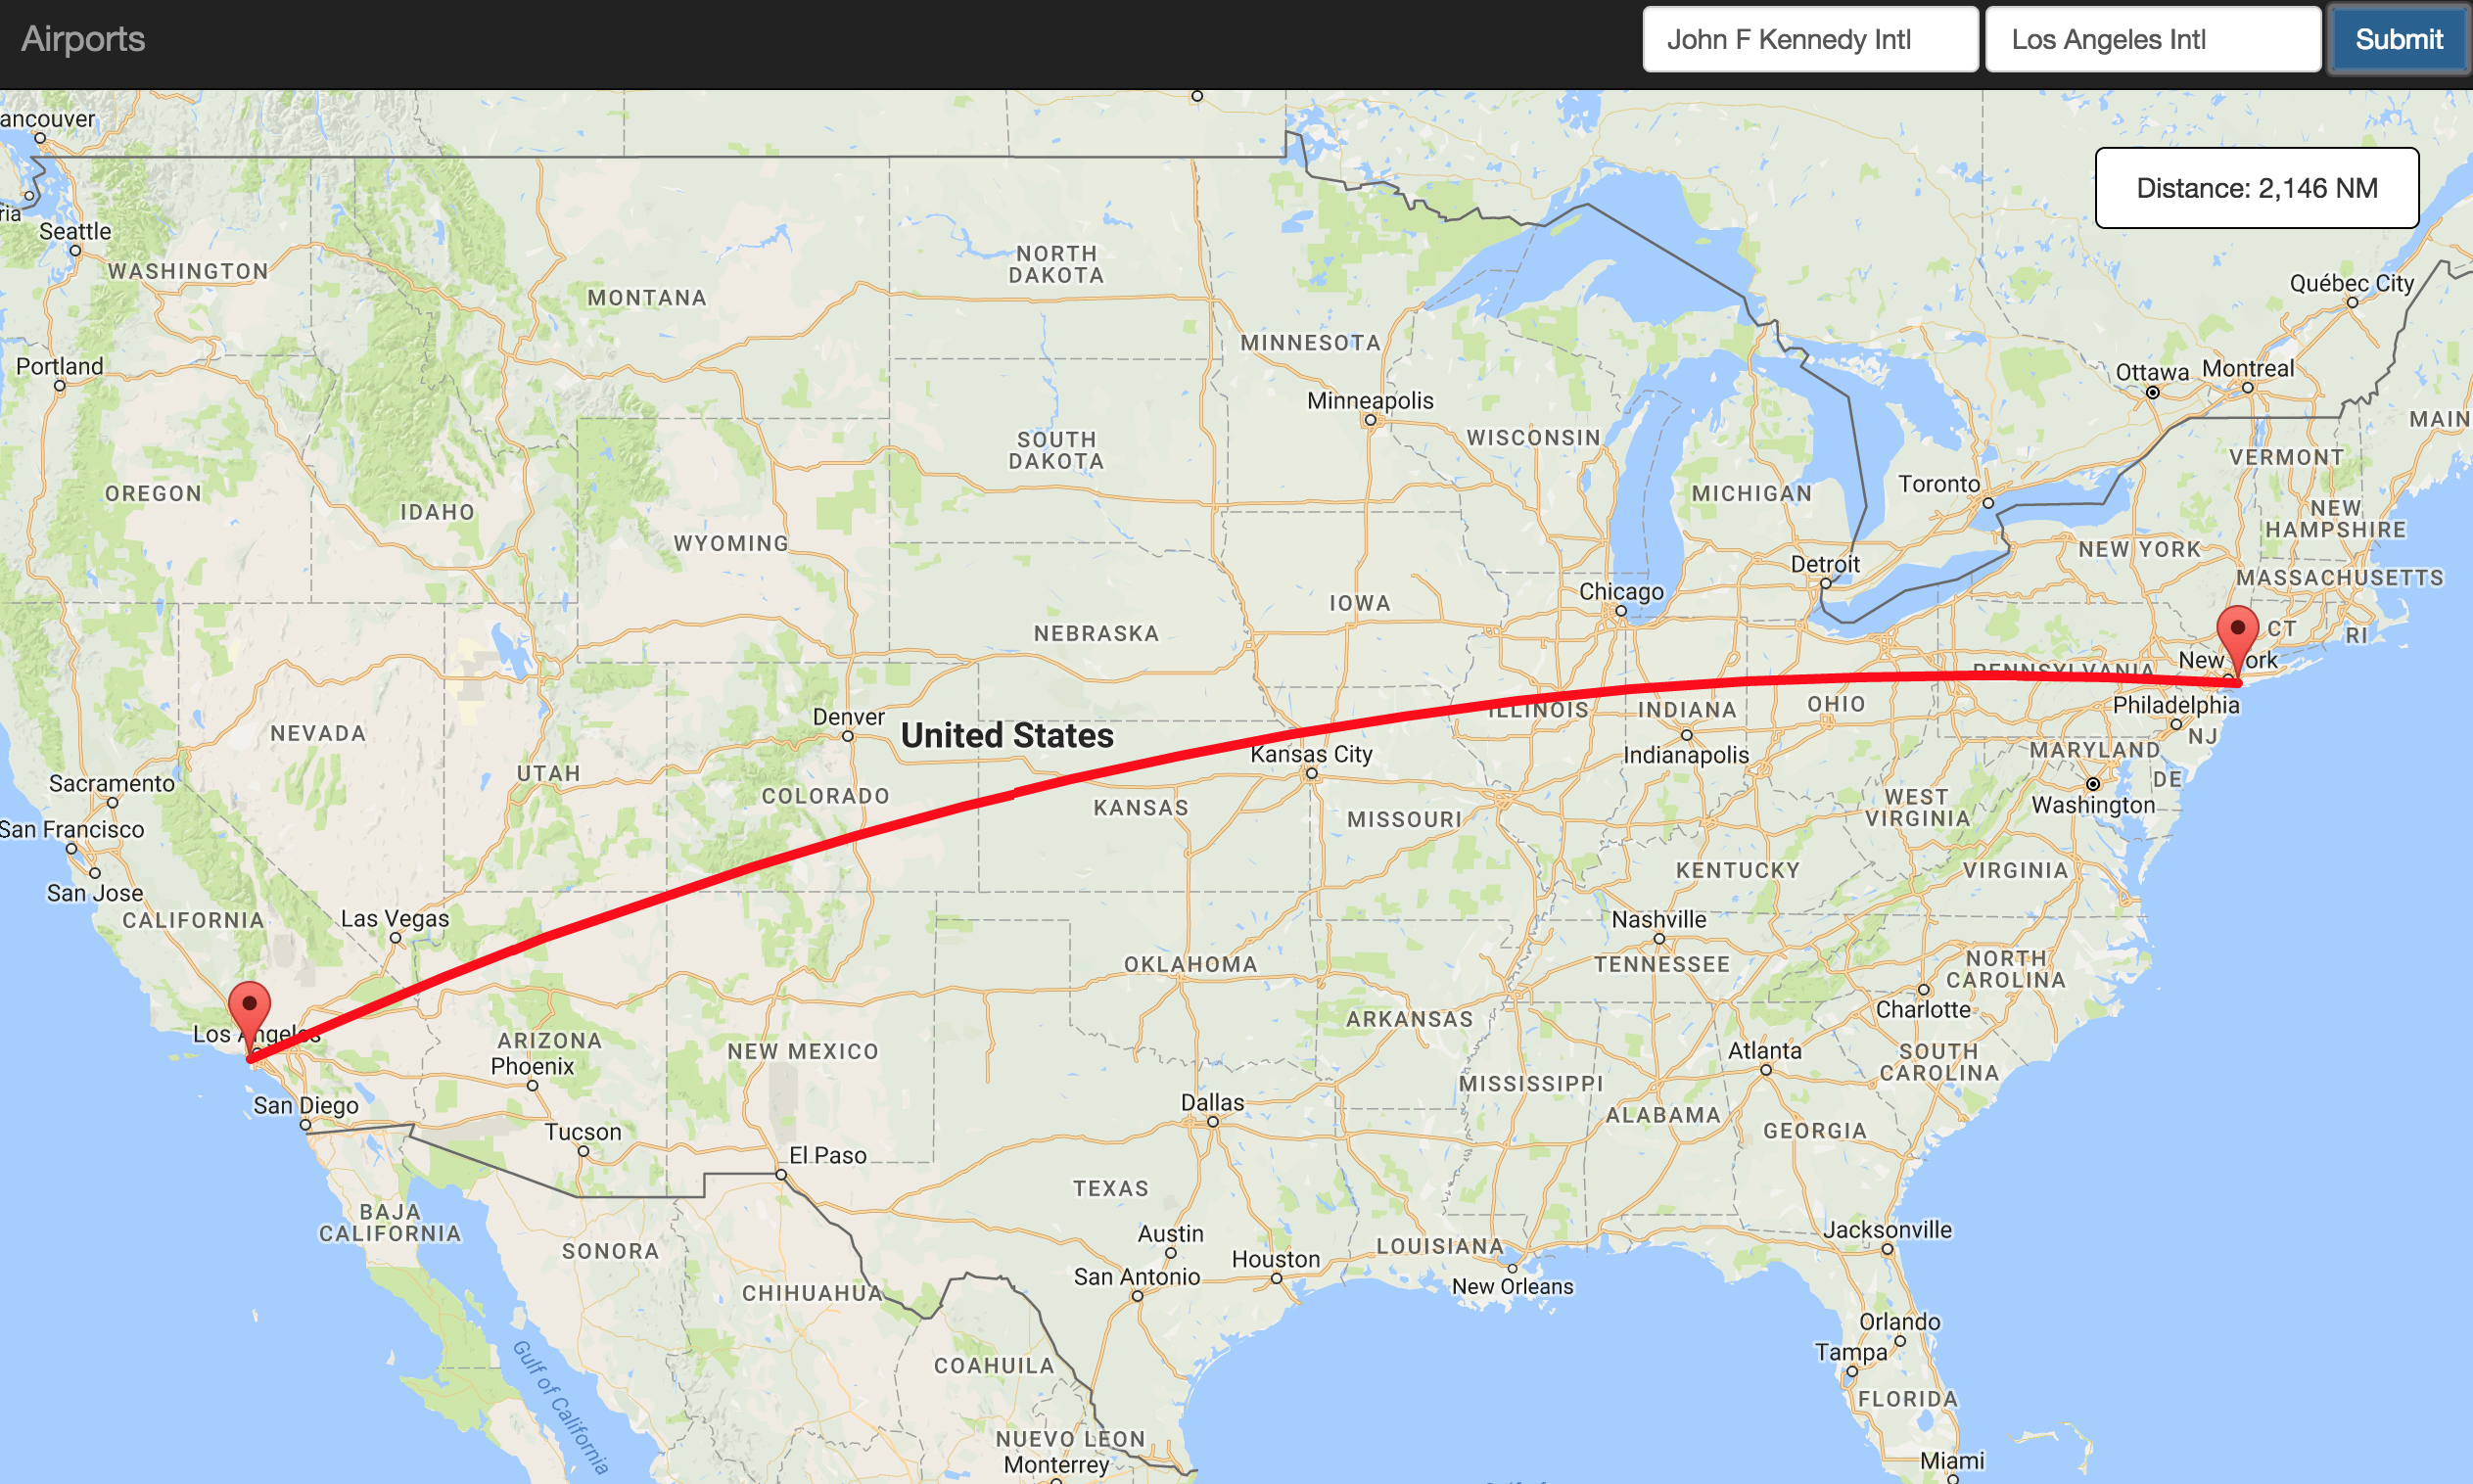 Airports
John F Kennedy Intl
Los Angeles Intl
Submit
Distance: 2,146 NM
ancouver
ria
Seattle
WASHINGTON
MONTANA
NORTH
DAKOTA
MINNESOTA
Québec City
Portland
Ottawa
Montreal
Minneapolis
MAIN
SOUTH
DAKOTA
WISCONSIN
VERMONT
OREGON
IDAHO
MICHIGAN
Toronto
NEW
HAMPSHIRE
WYOMING
NEW YORK
Detroit
MASSACHUSETTS
Chicago
IOWA
CT
RI
NEBRASKA
New York
PENNSYLVANIA
Philadelphia
NEVADA
Denver
United States
ILLINOIS
INDIANA
OHIO
NJ
Kansas City
Indianapolis
MARYLAND
DE
UTAH
Sacramento
COLORADO
KANSAS
MISSOURI
WEST
VIRGINIA
Washington
San Francisco
San Jose
KENTUCKY
VIRGINIA
CALIFORNIA
Las Vegas
Nashville
TENNESSEE
OKLAHOMA
NORTH
CAROLINA
Los Angeles
ARIZONA
Phoenix
NEW MEXICO
ARKANSAS
Charlotte
Atlanta
SOUTH
CAROLINA
San Diego
Tucson
Dallas
MISSISSIPPI
ALABAMA
GEORGIA
El Paso
TEXAS
BAJA
CALIFORNIA
SONORA
Austin
Houston
LOUISIANA
Jacksonville
San Antonio
New Orleans
CHIHUAHUA
Gulf of California
COAHUILA
Orlando
Tampa
FLORIDA
NUEVO LEON
Monterrey
Miami